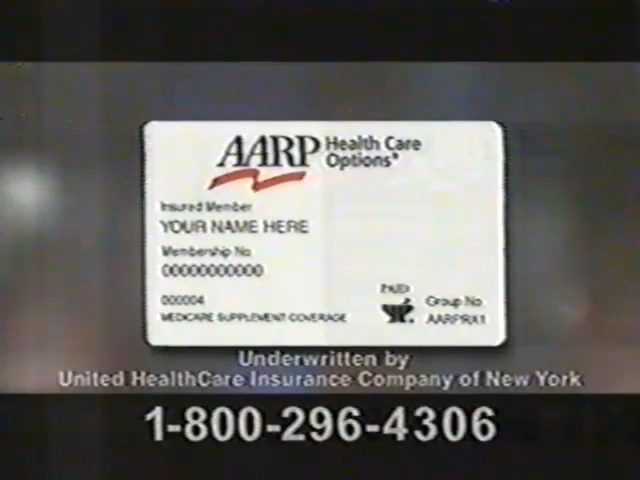 AARP Health Care Options®
Insured Member
YOUR NAME HERE
Membership No
00000000000
000004
MEDICARE SUPPLEMENT COVERAGE
PAID
Group No.
AARPRX1
Underwritten by
United HealthCare Insurance Company of New York
1-800-296-4306